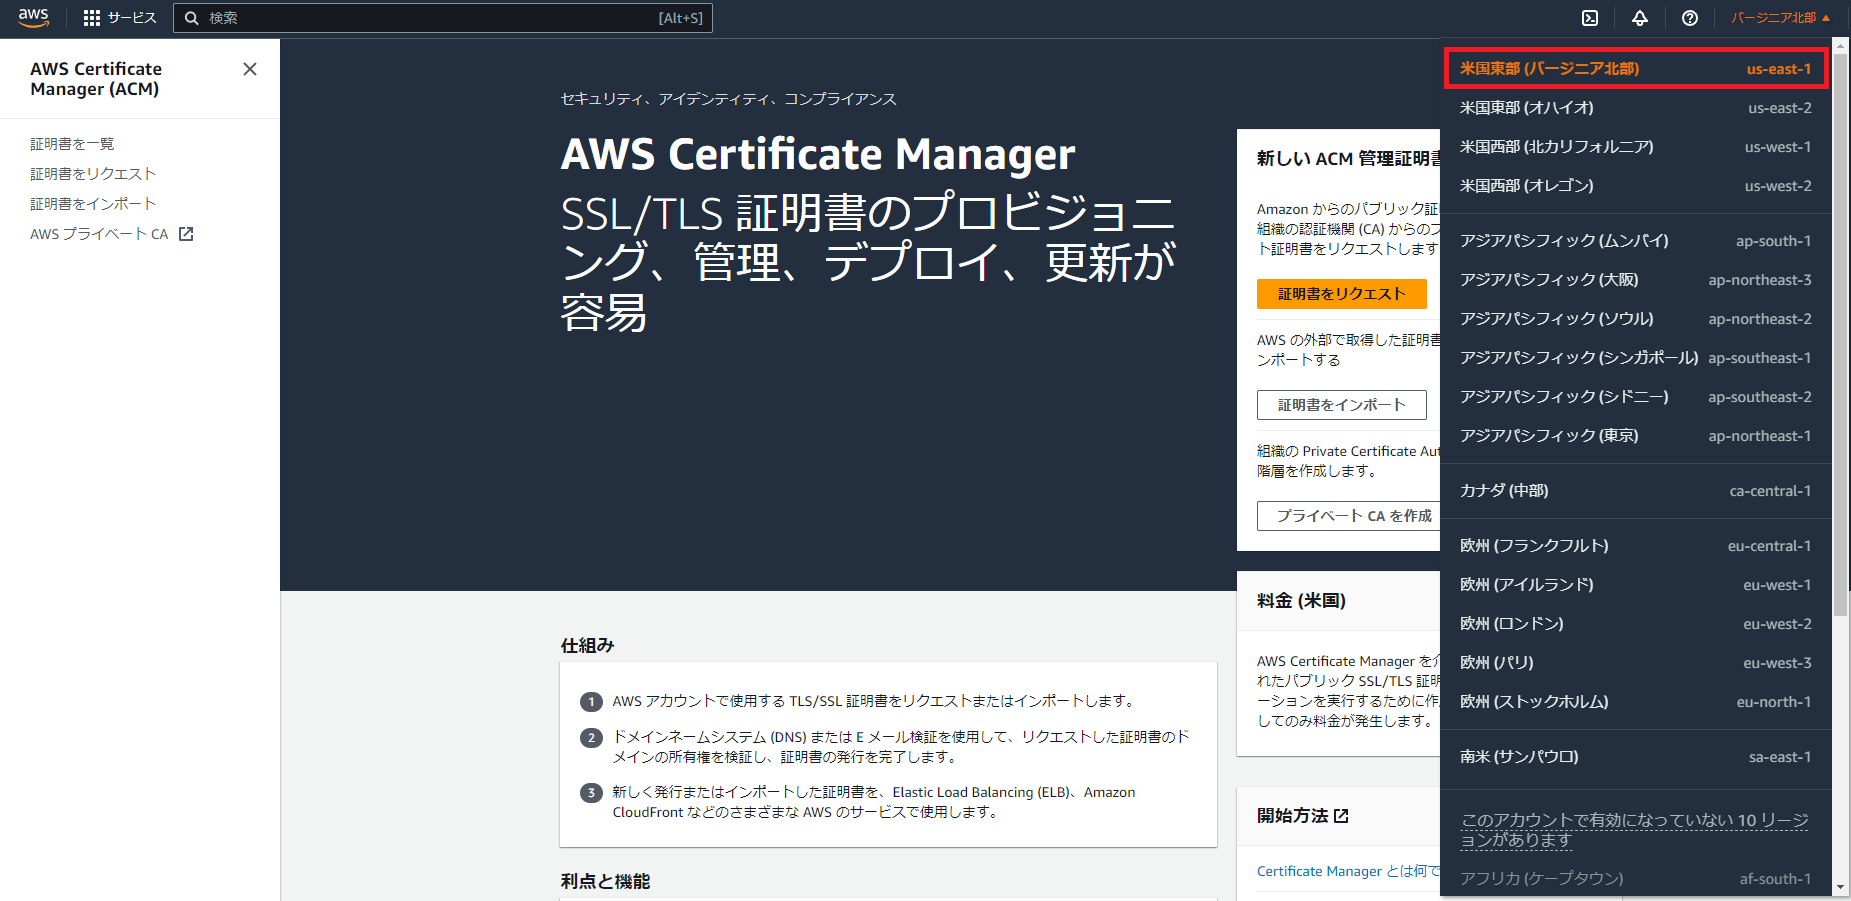 aws
サービス
検索
[Alt+S]
バージニア北部
AWS Certificate
Manager (ACM)
証明書を一覧
証明書をリクエスト
証明書をインポート
AWS プライベート CA
セキュリティ、アイデンティティ、コンプライアンス
AWS Certificate Manager
SSL/TLS 証明書のプロビジョニ
ング、管理、デプロイ、更新が
容易
新しい ACM 管理証明書
Amazon からのパブリック証
組織の認証機関 (CA) からのプ
ト証明書をリクエストします
証明書をリクエスト
AWS の外部で取得した証明書
ンポートする
証明書をインポート
組織の Private Certificate Aut
階層を作成します。
プライベート CA を作成
料金 (米国)
AWS Certificate Manager を
れたパブリック SSL/TLS 証明
ーションを実行するために作
してのみ料金が発生します。
開始方法
Certificate Manager とは何で
仕組み
1 AWS アカウントで使用する TLS/SSL 証明書をリクエストまたはインポートします。
2 ドメインネームシステム (DNS) または E メール検証を使用して、リクエストした証明書のド
メインの所有権を検証し、証明書の発行を完了します。
3 新しく発行またはインポートした証明書を、Elastic Load Balancing (ELB)、Amazon
CloudFront などのさまざまな AWS のサービスで使用します。
利点と機能
米国東部 (バージニア北部) us-east-1
米国東部 (オハイオ) us-east-2
米国西部 (北カリフォルニア) us-west-1
米国西部 (オレゴン) us-west-2
アジアパシフィック (ムンバイ) ap-south-1
アジアパシフィック (大阪) ap-northeast-3
アジアパシフィック (ソウル) ap-northeast-2
アジアパシフィック (シンガポール) ap-southeast-1
アジアパシフィック (シドニー) ap-southeast-2
アジアパシフィック (東京) ap-northeast-1
カナダ (中部) ca-central-1
欧州 (フランクフルト) eu-central-1
欧州 (アイルランド) eu-west-1
欧州 (ロンドン) eu-west-2
欧州 (パリ) eu-west-3
欧州 (ストックホルム) eu-north-1
南米 (サンパウロ) sa-east-1
このアカウントで有効になっていない 10 リージ
ョンがあります
アフリカ (ケープタウン) af-south-1